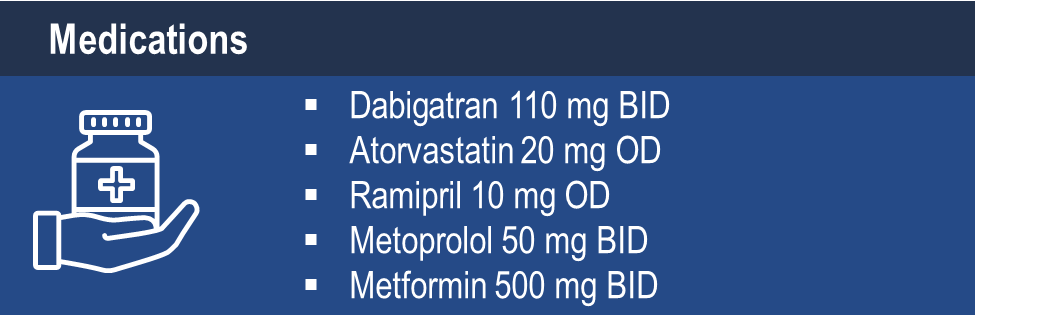 Medications
▪ Dabigatran 110 mg BID
▪ Atorvastatin 20 mg OD
▪ Ramipril 10 mg OD
▪ Metoprolol 50 mg BID
▪ Metformin 500 mg BID